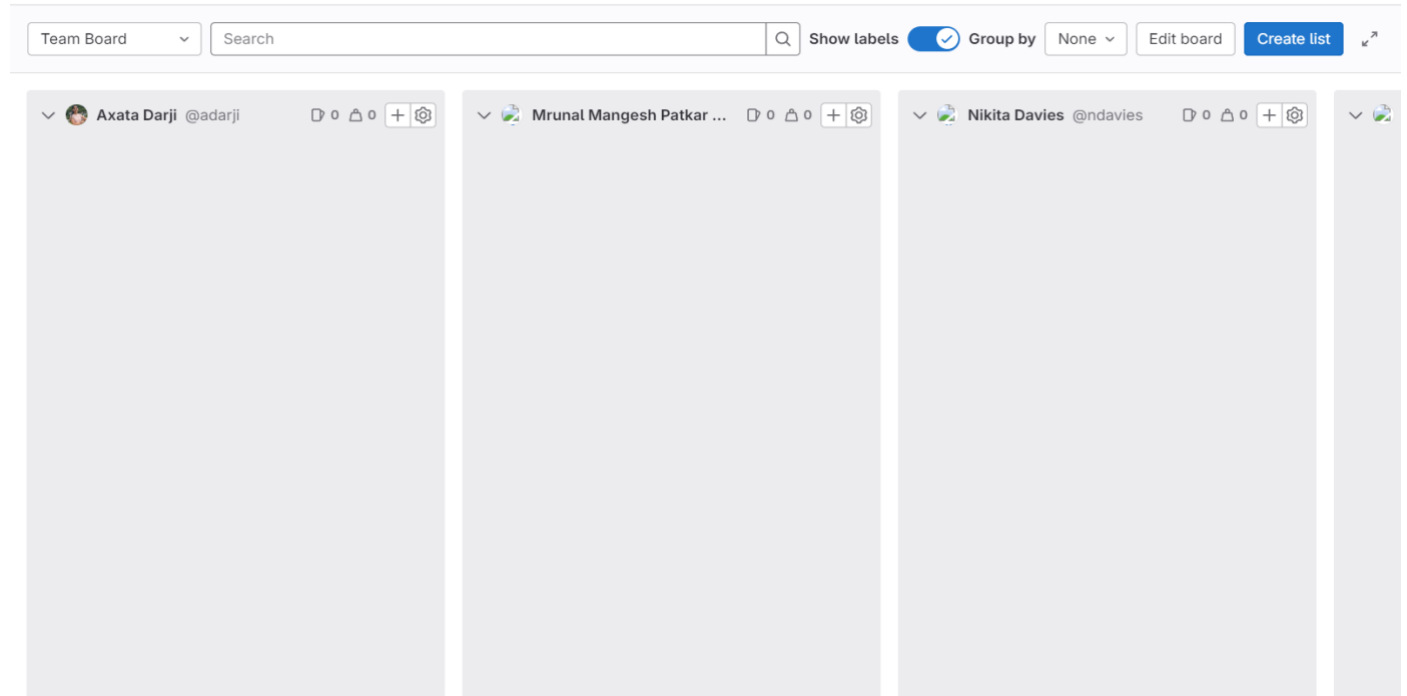 Team Board Search Show labels Group by None Edit board Create list
Axata Darji @adarji 0 0 Mrunal Mangesh Patkar ... 0 0 Nikita Davies @ndavies 0 0